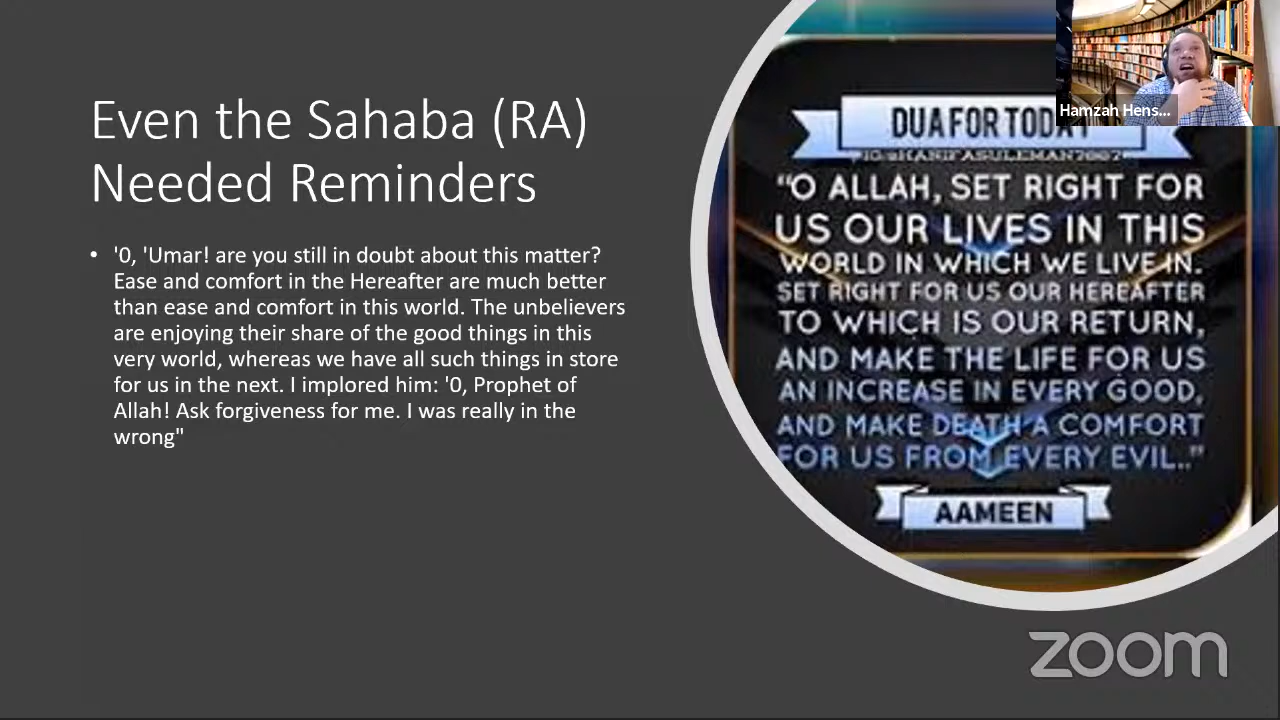 Even the Sahaba (RA)
Needed Reminders
• '0, 'Umar! are you still in doubt about this matter?
Ease and comfort in the Hereafter are much better
than ease and comfort in this world. The unbelievers
are enjoying their share of the good things in this
very world, whereas we have all such things in store
for us in the next. I implored him: '0, Prophet of
Allah! Ask forgiveness for me. I was really in the
wrong"
DUA FOR TODAY
“O ALLAH, SET RIGHT FOR
US OUR LIVES IN THIS
WORLD IN WHICH WE LIVE IN.
SET RIGHT FOR US OUR HEREAFTER
TO WHICH IS OUR RETURN,
AND MAKE THE LIFE FOR US
AN INCREASE IN EVERY GOOD,
AND MAKE DEATH A COMFORT
FOR US FROM EVERY EVIL..”
AAMEEN
Hamzah Hens...
zoom